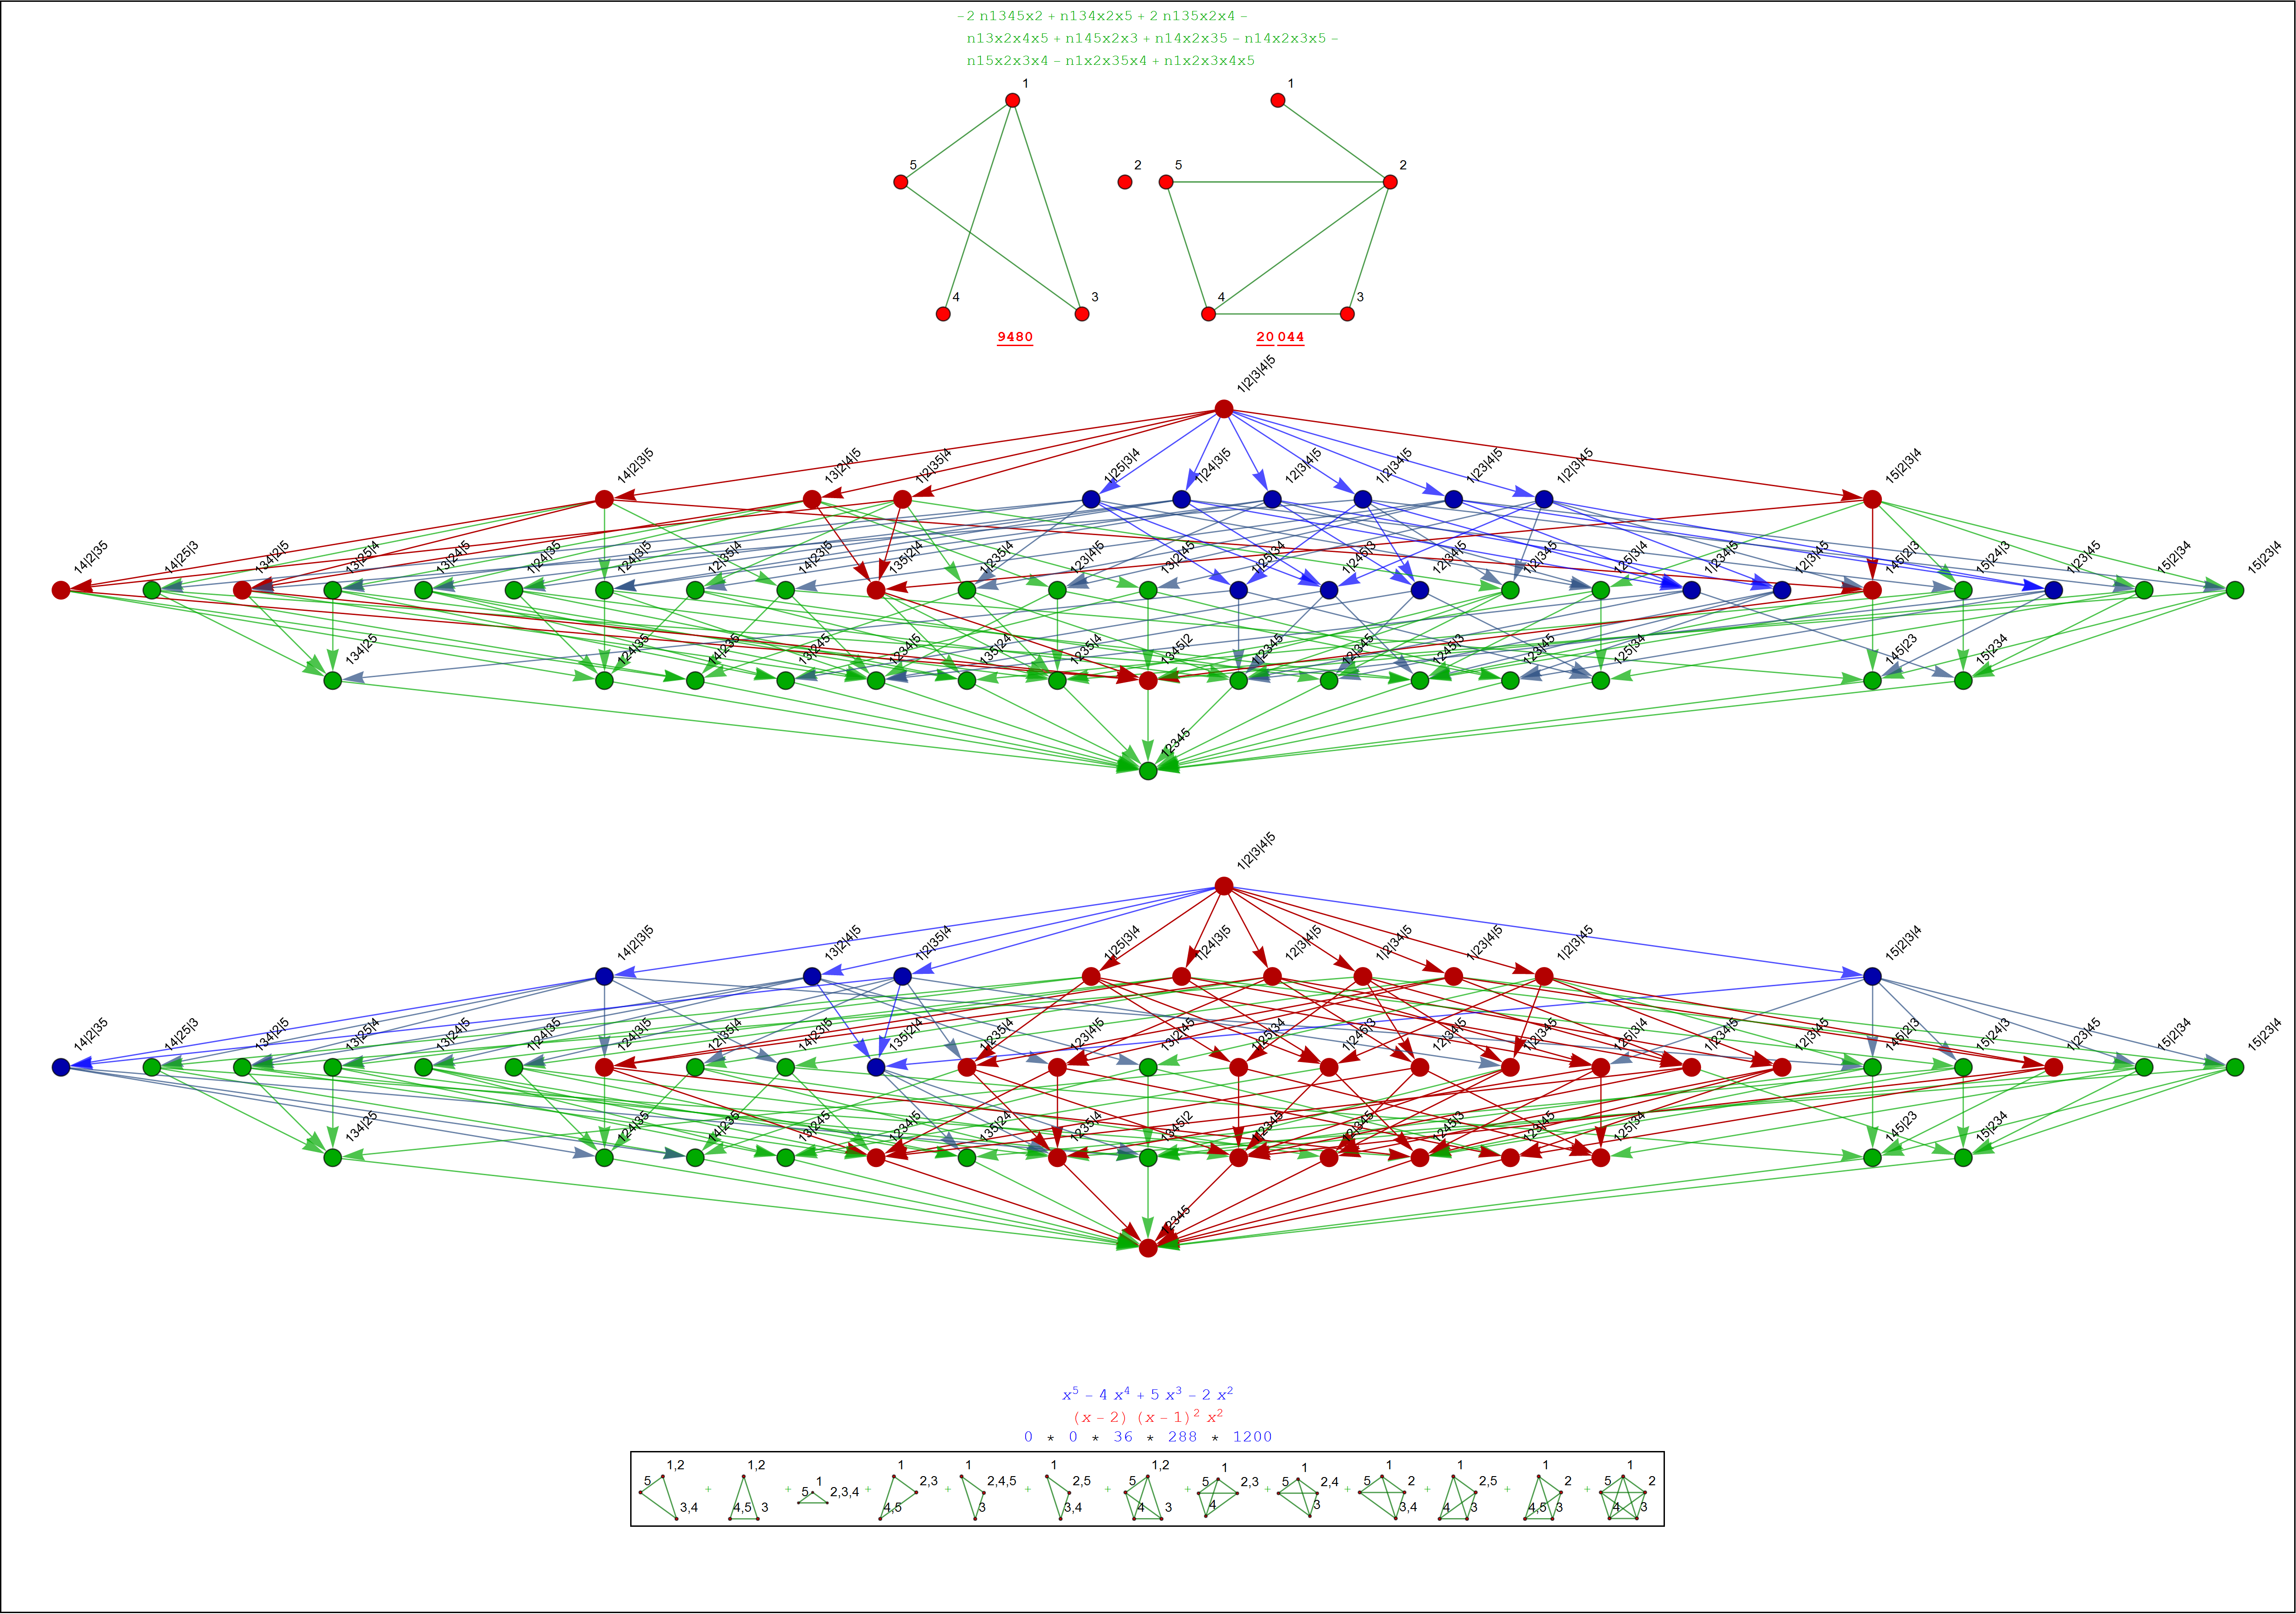 -2 n1345x2 + n134x2x5 + 2 n135x2x4 -
n13x2x4x5 + n145x2x3 + n14x2x35 - n14x2x3x5 -
n15x2x3x4 - n1x2x35x4 + n1x2x3x4x5
1 1
5 2 5 2
4 3 4 3
9480 20 044
1|2|3|4|5
14|2|3|5 13|2|4|5 1|2|35|4 1|25|3|4 1|24|3|5 12|3|4|5 1|2|34|5 1|23|4|5 1|2|3|45 15|2|3|4
14|2|35 14|25|3 134|2|5 13|25|4 13|24|5 1|24|35 124|3|5 12|35|4 14|23|5 135|2|4 1|235|4 123|4|5 13|2|45 1|25|34 1|245|3 12|34|5 1|2|345 125|3|4 1|234|5 12|3|45 145|2|3 15|24|3 1|23|45 15|2|34 15|23|4
134|25 124|35 14|235 13|245 1234|5 135|24 1235|4 1345|2 1|2345 12|345 1245|3 123|45 125|34 145|23 15|234
12345
1|2|3|4|5
14|2|3|5 13|2|4|5 1|2|35|4 1|25|3|4 1|24|3|5 12|3|4|5 1|2|34|5 1|23|4|5 1|2|3|45 15|2|3|4
14|2|35 14|25|3 134|2|5 13|25|4 13|24|5 1|24|35 124|3|5 12|35|4 14|23|5 135|2|4 1|235|4 123|4|5 13|2|45 1|25|34 1|245|3 12|34|5 1|2|345 125|3|4 1|234|5 12|3|45 145|2|3 15|24|3 1|23|45 15|2|34 15|23|4
134|25 124|35 14|235 13|245 1234|5 135|24 1235|4 1345|2 1|2345 12|345 1245|3 123|45 125|34 145|23 15|234
12345
x⁵ - 4 x⁴ + 5 x³ - 2 x²
(x - 2) (x - 1)² x²
0 * 0 * 36 * 288 * 1200
5 1,2 3,4 + 1,2 4,5 3 + 1 5 2,3,4 + 1 2,3 4,5 + 1 2,4,5 3 + 1 2,5 3,4 + 1,2 5 4 3 + 1 5 2,3 4 + 1 5 2,4 3 + 1 5 2 3,4 + 1 2,5 4 3 + 1 2 4,5 3 + 1 5 2 4 3